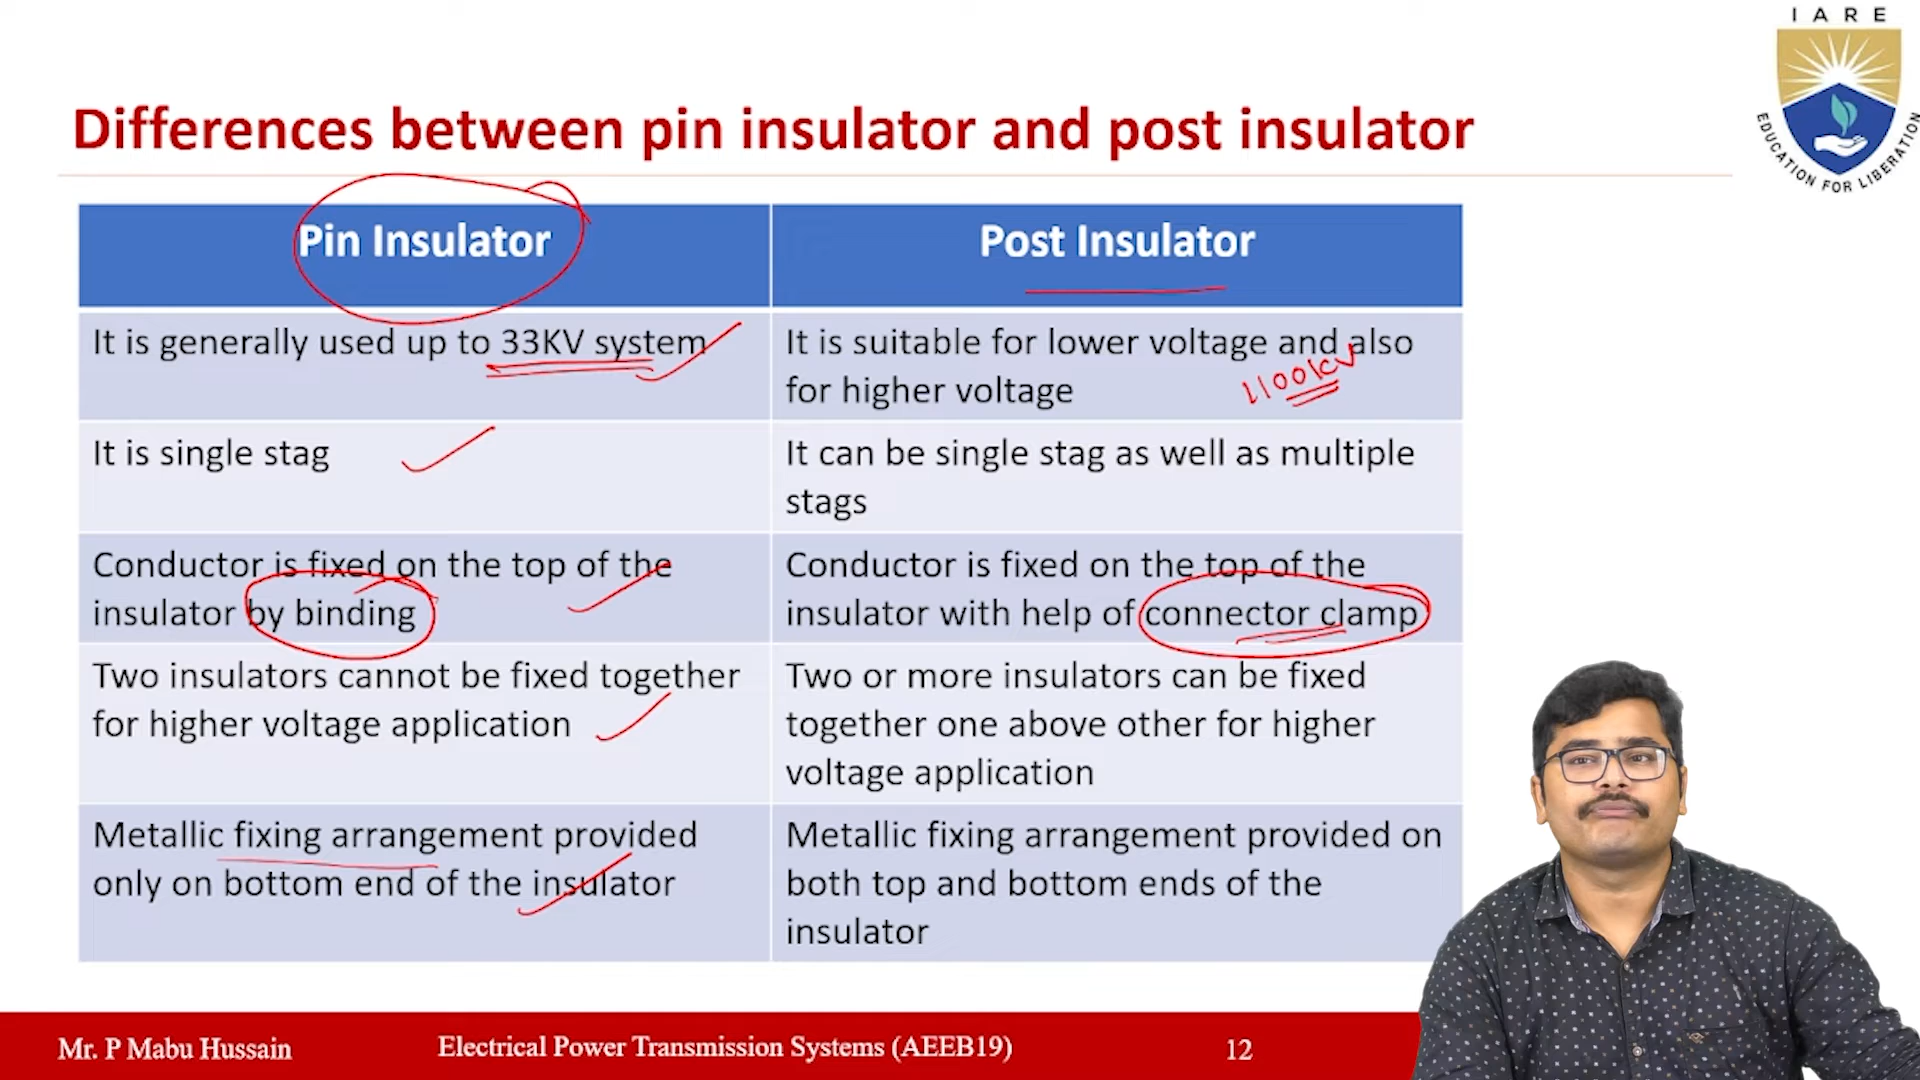 IARE
EDUCATION FOR LIBERATION
Differences between pin insulator and post insulator
Pin Insulator
Post Insulator
It is generally used up to 33KV system
It is suitable for lower voltage and also
for higher voltage
1100kV
It is single stag
It can be single stag as well as multiple
stags
Conductor is fixed on the top of the
insulator by binding
Conductor is fixed on the top of the
insulator with help of connector clamp
Two insulators cannot be fixed together
for higher voltage application
Two or more insulators can be fixed
together one above other for higher
voltage application
Metallic fixing arrangement provided
only on bottom end of the insulator
Metallic fixing arrangement provided on
both top and bottom ends of the
insulator
Mr. P Mabu Hussain
Electrical Power Transmission Systems (AEEB19)
12